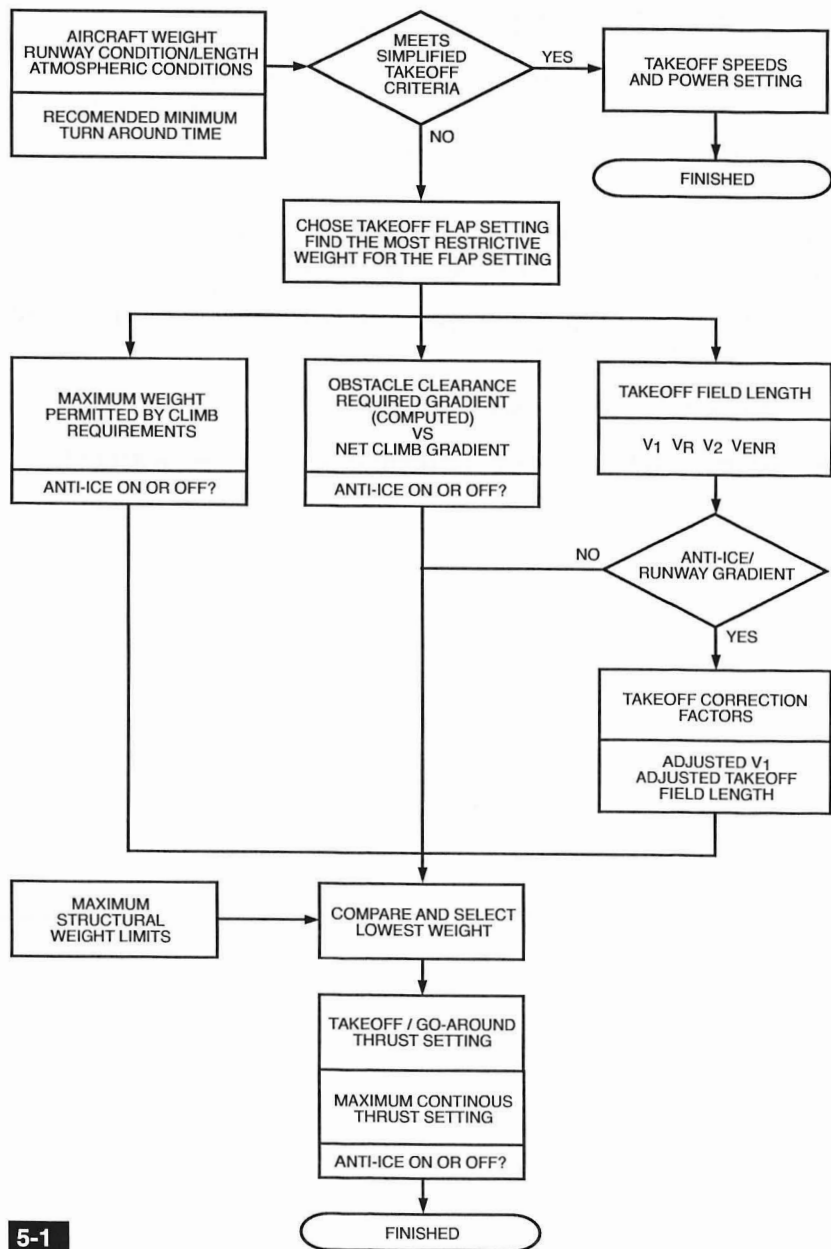 AIRCRAFT WEIGHT
RUNWAY CONDITION/LENGTH
ATMOSPHERIC CONDITIONS
RECOMENDED MINIMUM
TURN AROUND TIME
MEETS
SIMPLIFIED
TAKEOFF
CRITERIA
YES
TAKEOFF SPEEDS
AND POWER SETTING
FINISHED
NO
CHOSE TAKEOFF FLAP SETTING
FIND THE MOST RESTRICTIVE
WEIGHT FOR THE FLAP SETTING
MAXIMUM WEIGHT
PERMITTED BY CLIMB
REQUIREMENTS
ANTI-ICE ON OR OFF?
OBSTACLE CLEARANCE
REQUIRED GRADIENT
(COMPUTED)
VS
NET CLIMB GRADIENT
ANTI-ICE ON OR OFF?
TAKEOFF FIELD LENGTH
V1 VR V2 VENR
NO
ANTI-ICE/
RUNWAY GRADIENT
YES
TAKEOFF CORRECTION
FACTORS
ADJUSTED V1
ADJUSTED TAKEOFF
FIELD LENGTH
MAXIMUM
STRUCTURAL
WEIGHT LIMITS
COMPARE AND SELECT
LOWEST WEIGHT
TAKEOFF / GO-AROUND
THRUST SETTING
MAXIMUM CONTINOUS
THRUST SETTING
ANTI-ICE ON OR OFF?
FINISHED
5-1